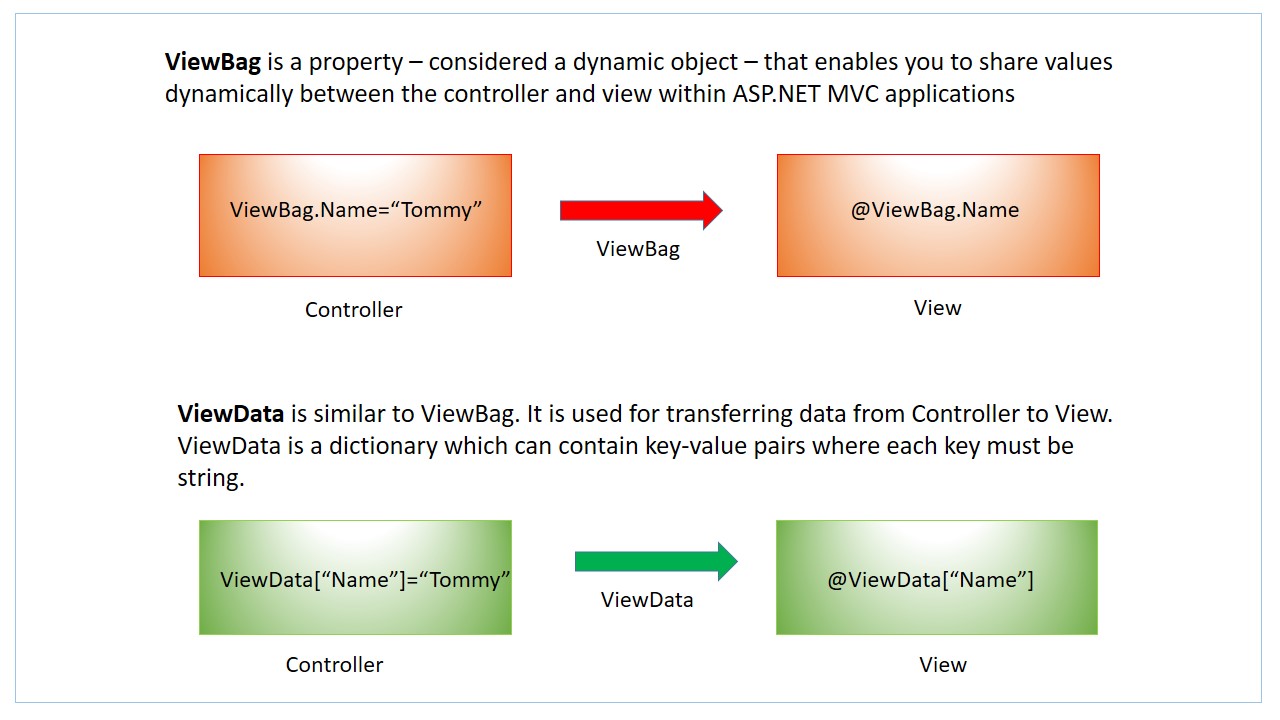 ViewBag is a property – considered a dynamic object – that enables you to share values
dynamically between the controller and view within ASP.NET MVC applications
ViewBag.Name=“Tommy”
ViewBag
@ViewBag.Name
Controller
View
ViewData is similar to ViewBag. It is used for transferring data from Controller to View.
ViewData is a dictionary which can contain key-value pairs where each key must be
string.
ViewData[“Name”]=“Tommy”
ViewData
@ViewData[“Name”]
Controller
View